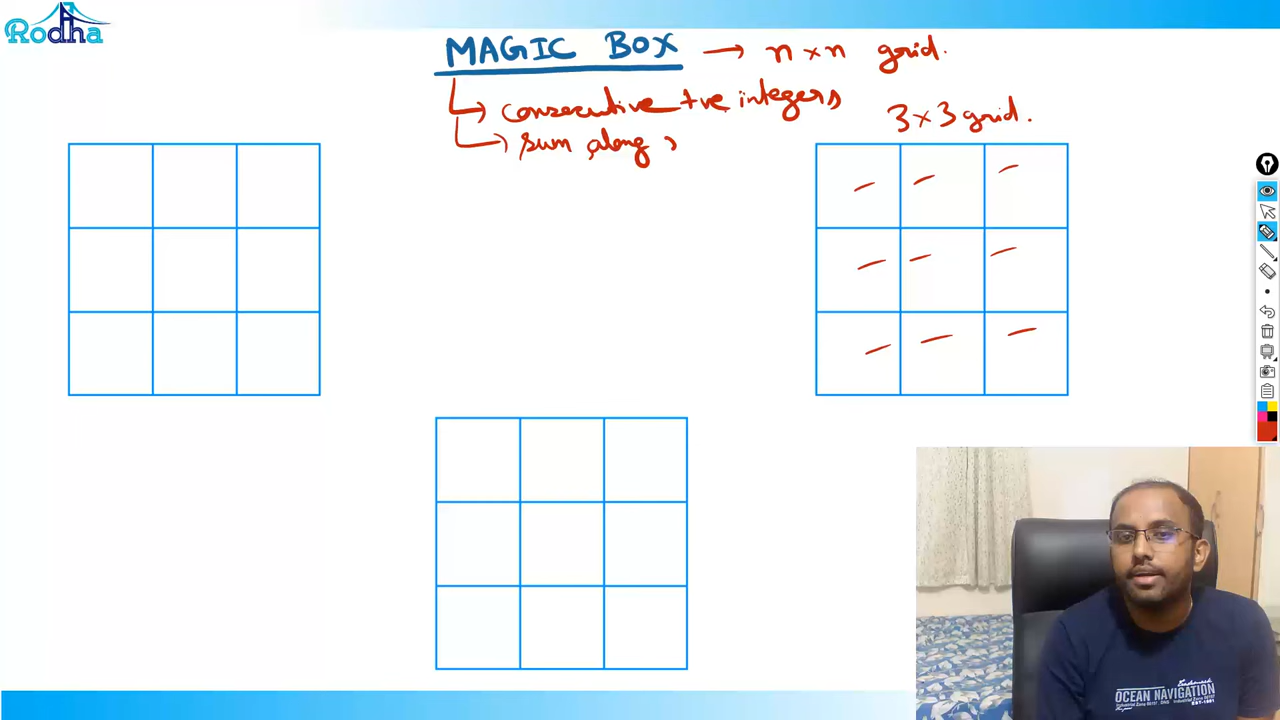 Rodha
MAGIC BOX → n × n grid.
→ consecutive +ve integers
3 × 3 grid.
→ sum along
OCEAN NAVIGATION